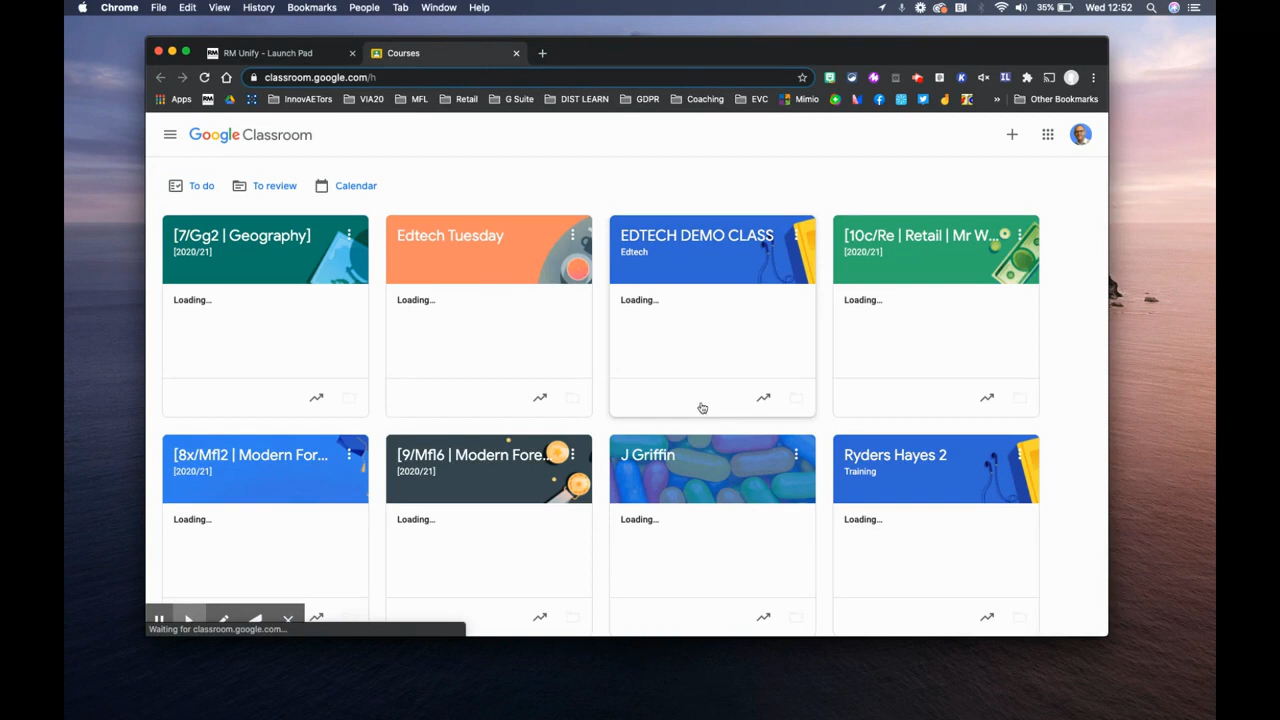 Chrome File Edit View History Bookmarks People Tab Window Help 35% Wed 12:52
RM RM Unify - Launch Pad Courses
classroom.google.com/h
Apps RM InnovAETors VIA20 MFL Retail G Suite DIST LEARN GDPR Coaching EVC Mimio Other Bookmarks
Google Classroom
To do To review Calendar
[7/Gg2 | Geography] Edtech Tuesday EDTECH DEMO CLASS [10c/Re | Retail | Mr W...
[2020/21] Edtech [2020/21]
Loading... Loading... Loading... Loading...
[8x/Mfl2 | Modern For... [9/Mfl6 | Modern Fore... J Griffin Ryders Hayes 2
[2020/21] [2020/21] Training
Loading... Loading... Loading... Loading...
Waiting for classroom.google.com...